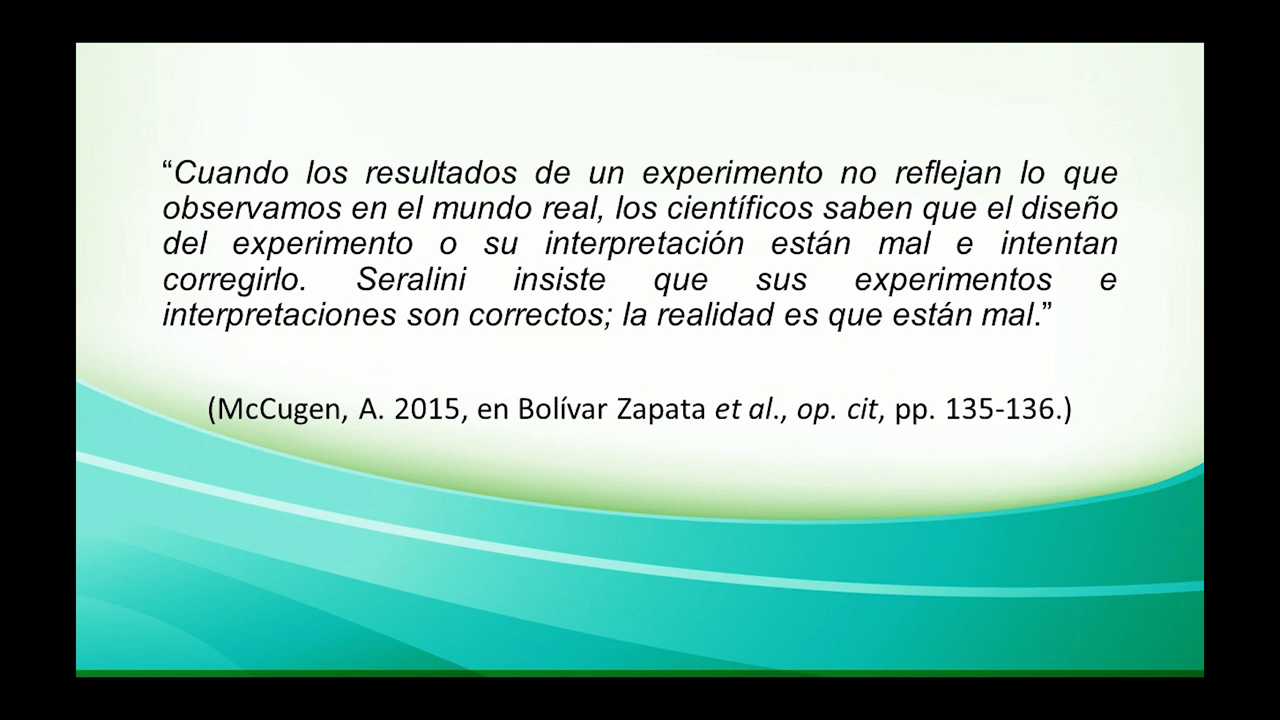 “Cuando los resultados de un experimento no reflejan lo que
observamos en el mundo real, los científicos saben que el diseño
del experimento o su interpretación están mal e intentan
corregirlo. Seralini insiste que sus experimentos e
interpretaciones son correctos; la realidad es que están mal.”
(McCugen, A. 2015, en Bolívar Zapata et al., op. cit, pp. 135-136.)